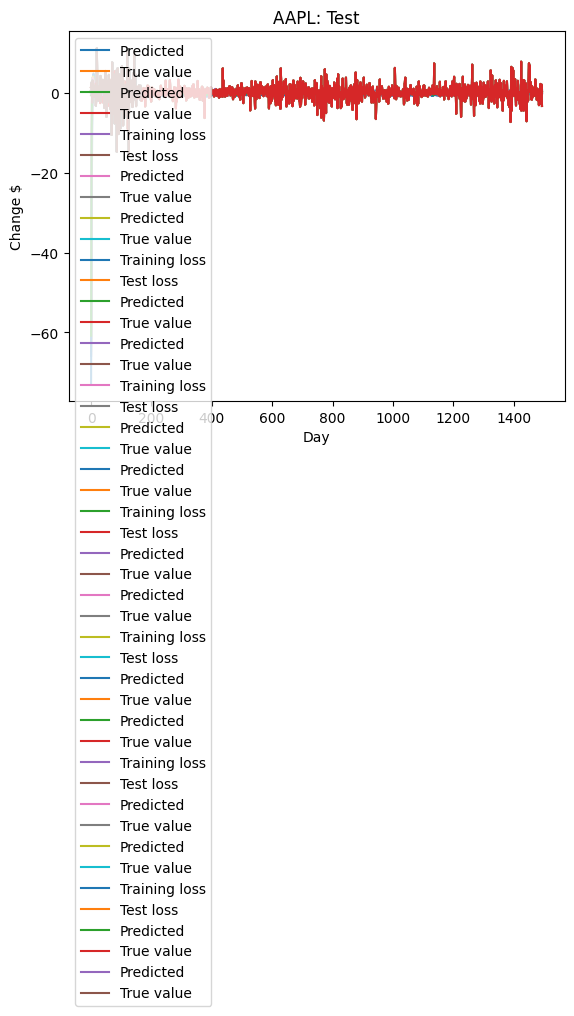 AAPL: Test
Change $
0
−20
−40
−60
0
200
400
600
800
1000
1200
1400
Day
Predicted
True value
Predicted
True value
Training loss
Test loss
Predicted
True value
Predicted
True value
Training loss
Test loss
Predicted
True value
Predicted
True value
Training loss
Test loss
Predicted
True value
Predicted
True value
Training loss
Test loss
Predicted
True value
Predicted
True value
Training loss
Test loss
Predicted
True value
Predicted
True value
Training loss
Test loss
Predicted
True value
Predicted
True value
Training loss
Test loss
Predicted
True value
Predicted
True value